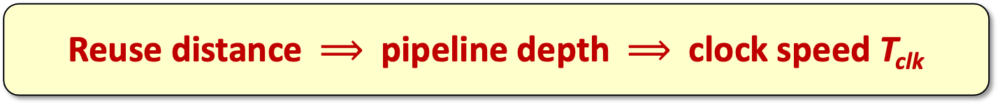 Reuse distance ⟹ pipeline depth ⟹ clock speed T_clk